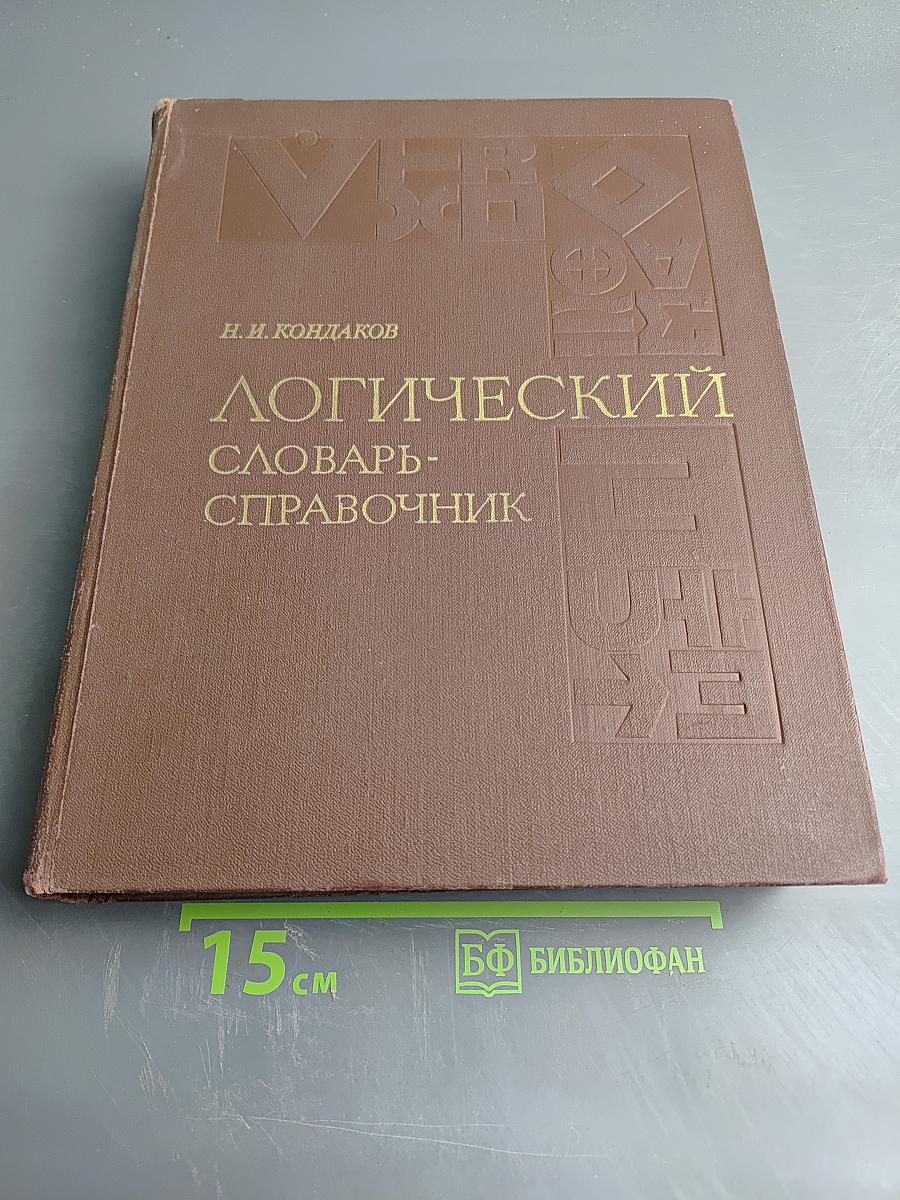 Н. И. КОНДАКОВ
ЛОГИЧЕСКИЙ
СЛОВАРЬ-
СПРАВОЧНИК
15 см
БФ БИБЛИОФАН